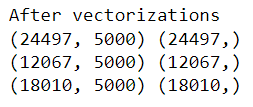 After vectorizations
(24497, 5000) (24497,)
(12067, 5000) (12067,)
(18010, 5000) (18010,)